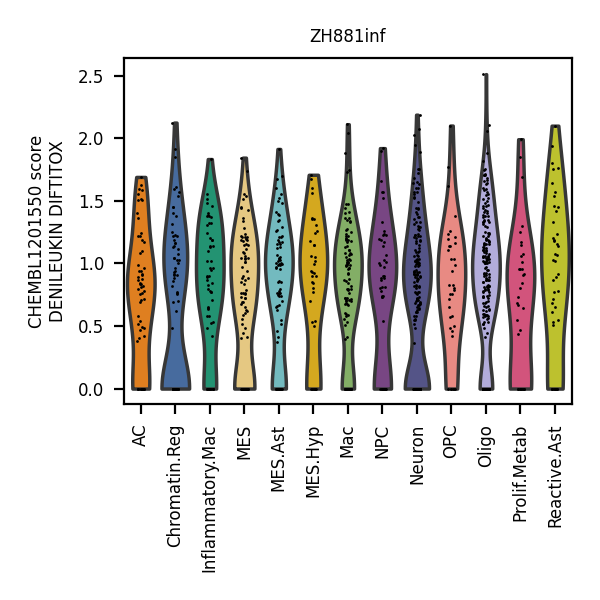 ZH881inf
CHEMBL1201550 score
DENILEUKIN DIFTITOX
2.5
2.0
1.5
1.0
0.5
0.0
AC
Chromatin.Reg
Inflammatory.Mac
MES
MES.Ast
MES.Hyp
Mac
NPC
Neuron
OPC
Oligo
Prolif.Metab
Reactive.Ast